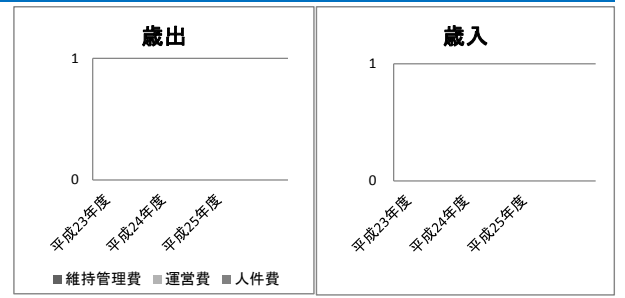 歳出
1
0
平成23年度
平成24年度
平成25年度
■維持管理費 ■運営費 ■人件費
歳入
1
0
平成23年度
平成24年度
平成25年度